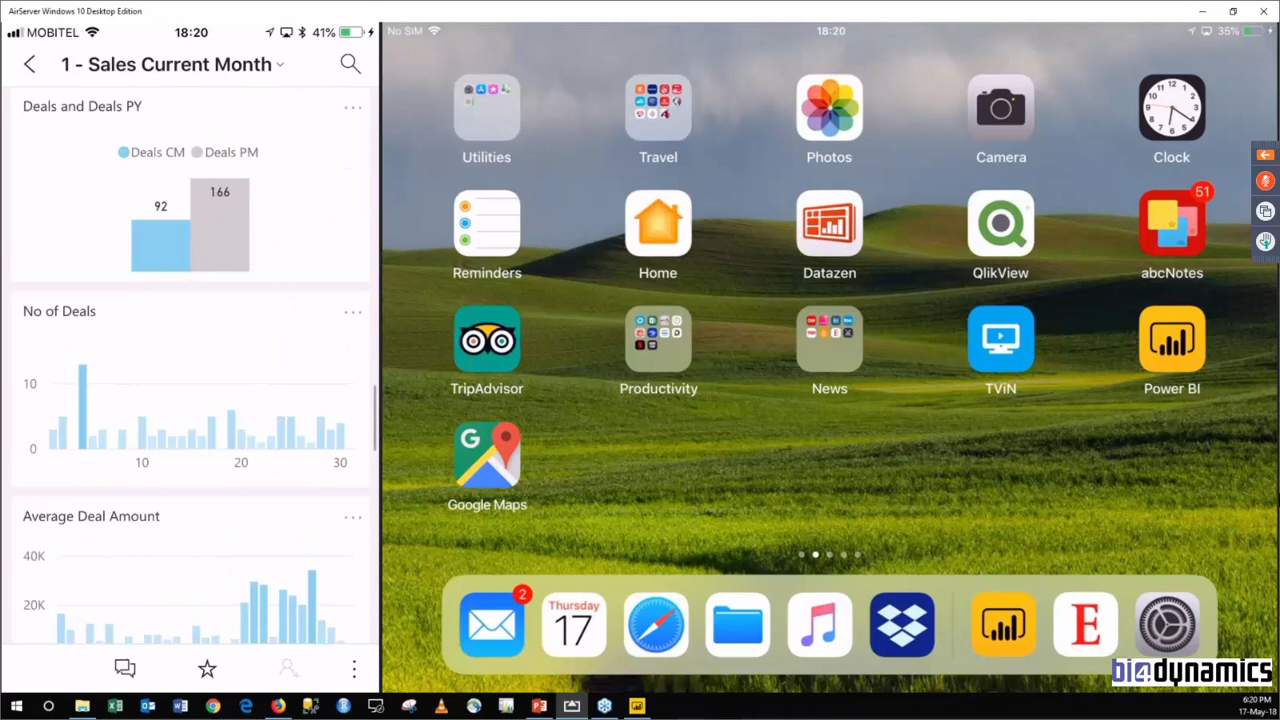 AirServer Windows 10 Desktop Edition
MOBITEL
18:20
41%
1 - Sales Current Month
Deals and Deals PY
Deals CM
Deals PM
92
166
No of Deals
10
0
10
20
30
Average Deal Amount
40K
20K
No SIM
18:20
35%
Utilities
Travel
Photos
Camera
Clock
51
Reminders
Home
Datazen
QlikView
abcNotes
TripAdvisor
Productivity
News
TViN
Power BI
G
Google Maps
2
Thursday
17
E
bi4dynamics
6:20 PM
17-May-18